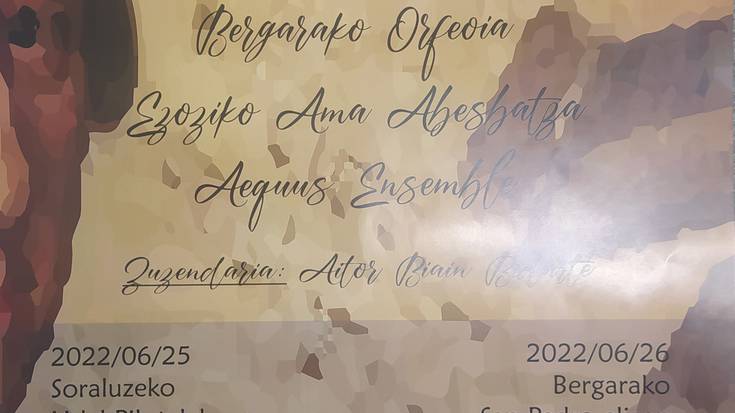 Bergarako Orfeoia
Ezoziko Ama Abesbatza
Aequus Ensemble
Zuzendaria: Aitor Biain
2022/06/25
Soraluzeko
2022/06/26
Bergarako